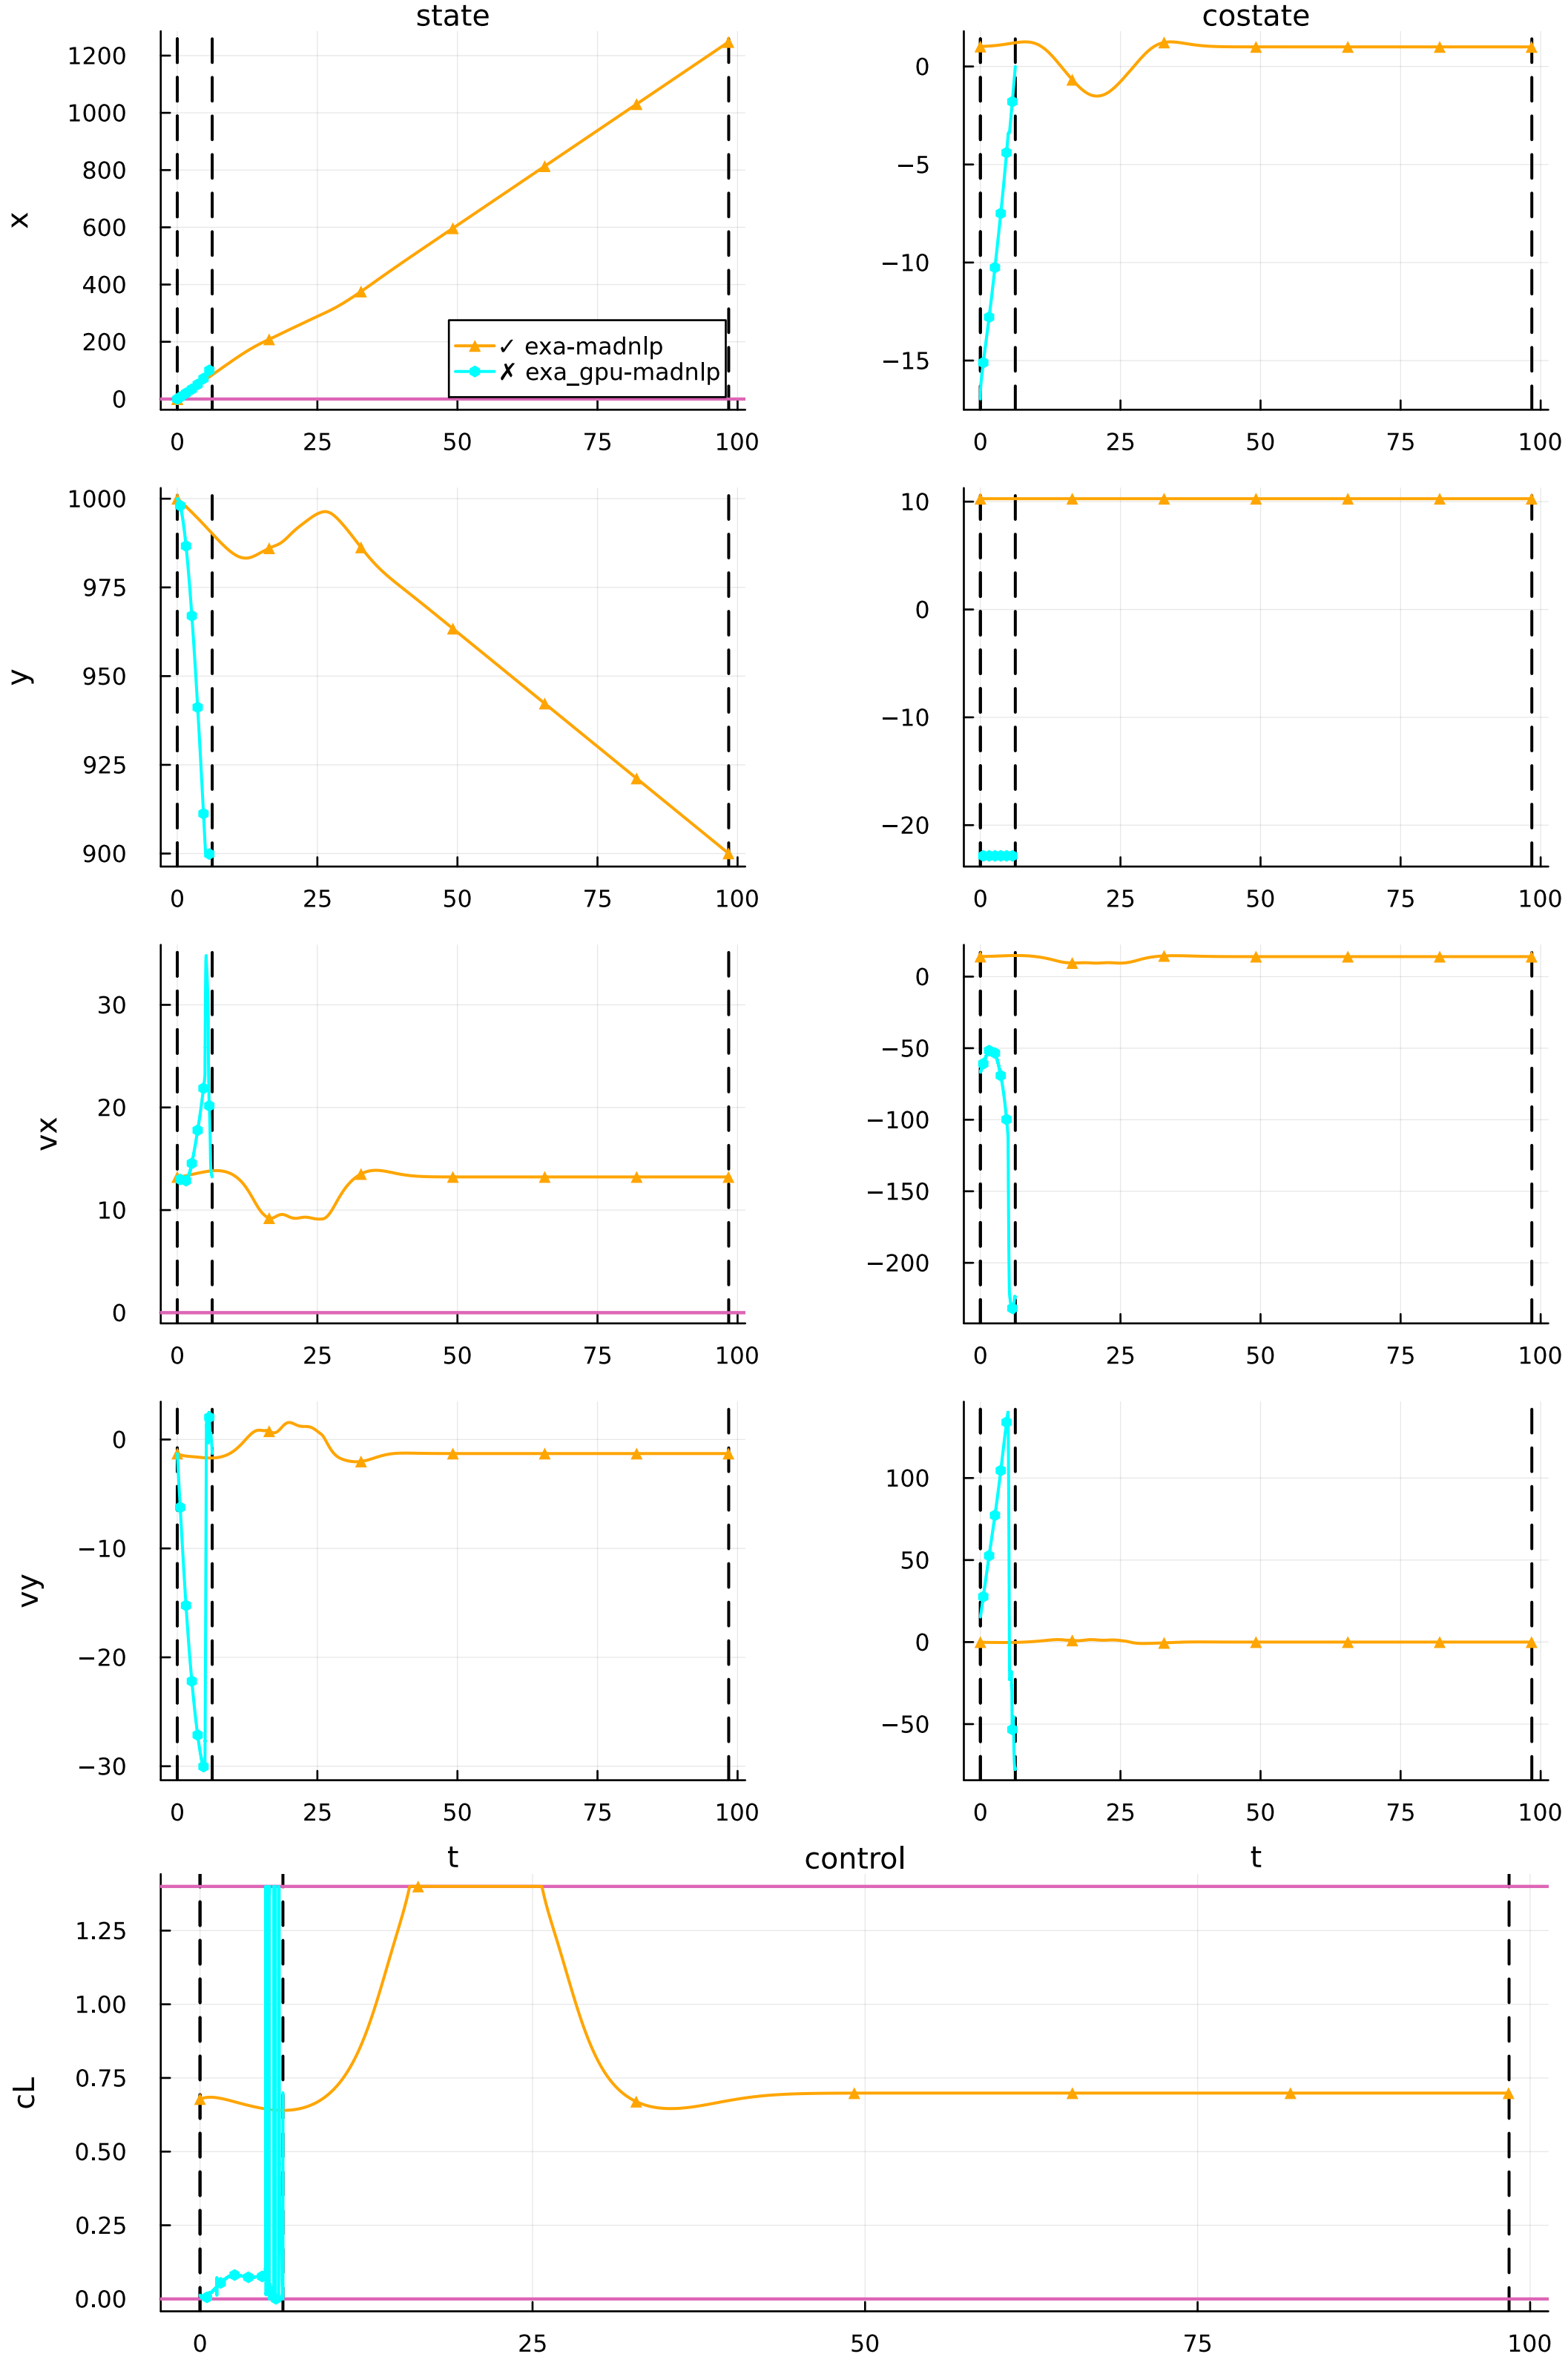 state
costate
1200
1000
800
600
400
200
0
x
✓ exa-madnlp
✗ exa_gpu-madnlp
0 25 50 75 100
0
−5
−10
−15
0 25 50 75 100
1000
975
950
925
900
y
0 25 50 75 100
10
0
−10
−20
0 25 50 75 100
30
20
10
0
vx
0 25 50 75 100
0
−50
−100
−150
−200
0 25 50 75 100
0
−10
−20
−30
vy
0 25 50 75 100
t
100
50
0
−50
0 25 50 75 100
t
control
1.25
1.00
0.75
0.50
0.25
0.00
cL
0 25 50 75 100